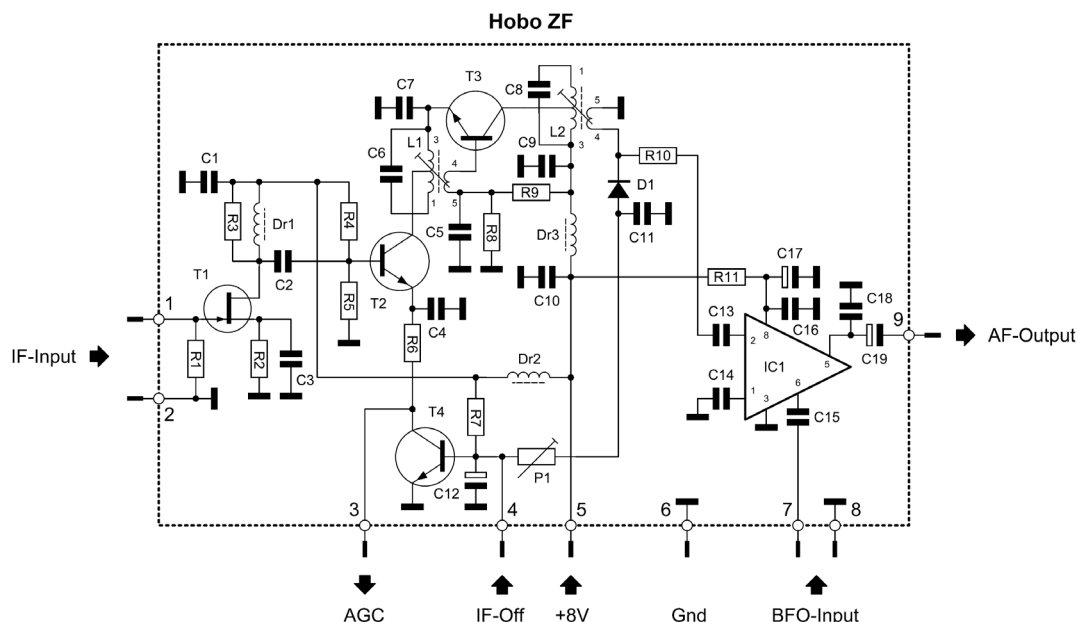 Hobo ZF
C7
T3
C8
1
5
L2
4
3
C6
L1
3
4
1
5
C9
R10
C1
R9
D1
R3
Dr1
R4
C5
R8
Dr3
C11
C2
T2
C10
R11
C17
T1
R5
C4
C13
C16
C18
1
R1
R2
C3
R6
2
8
IC1
5
9
C19
IF-Input
AF-Output
Dr2
C14
1
3
6
C15
2
T4
R7
P1
C12
3
4
5
6
7
8
AGC
IF-Off
+8V
Gnd
BFO-Input